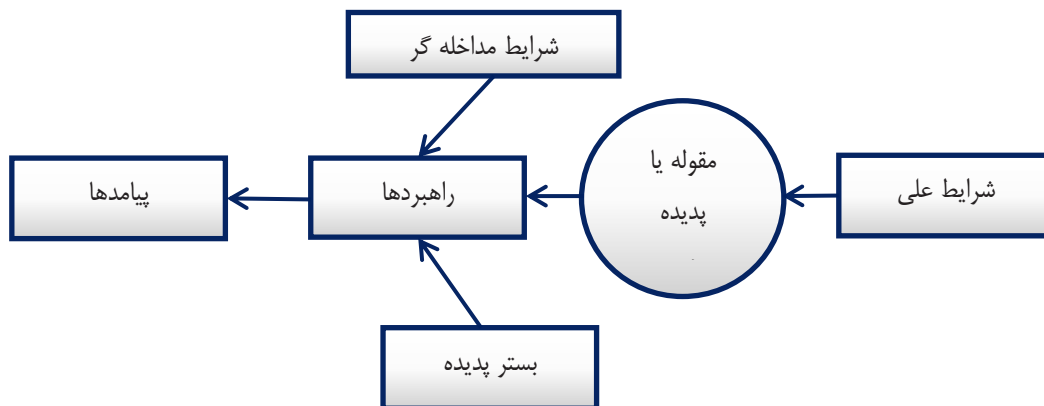 شرایط مداخله گر
شرایط علی
مقوله یا
پدیده
راهبردها
پیامدها
بستر پدیده